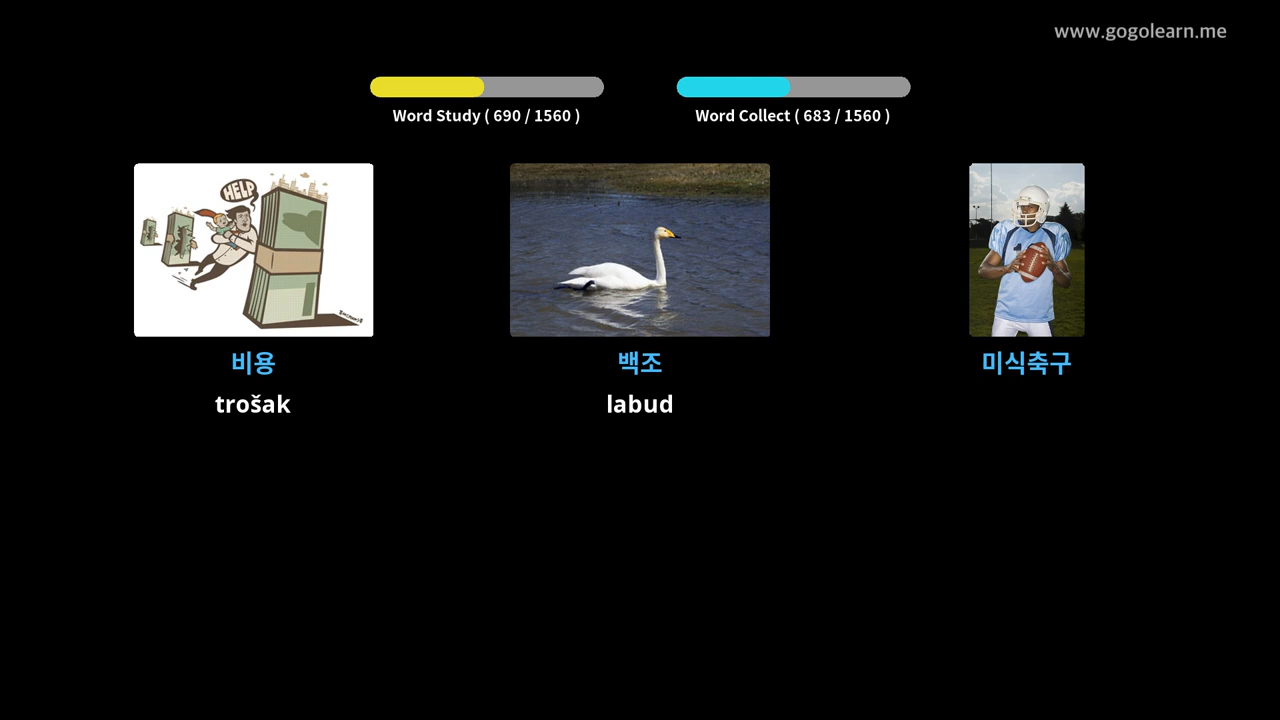 www.gogolearn.me
Word Study ( 690 / 1560 )
Word Collect ( 683 / 1560 )
HELP
비용
백조
미식축구
trošak
labud